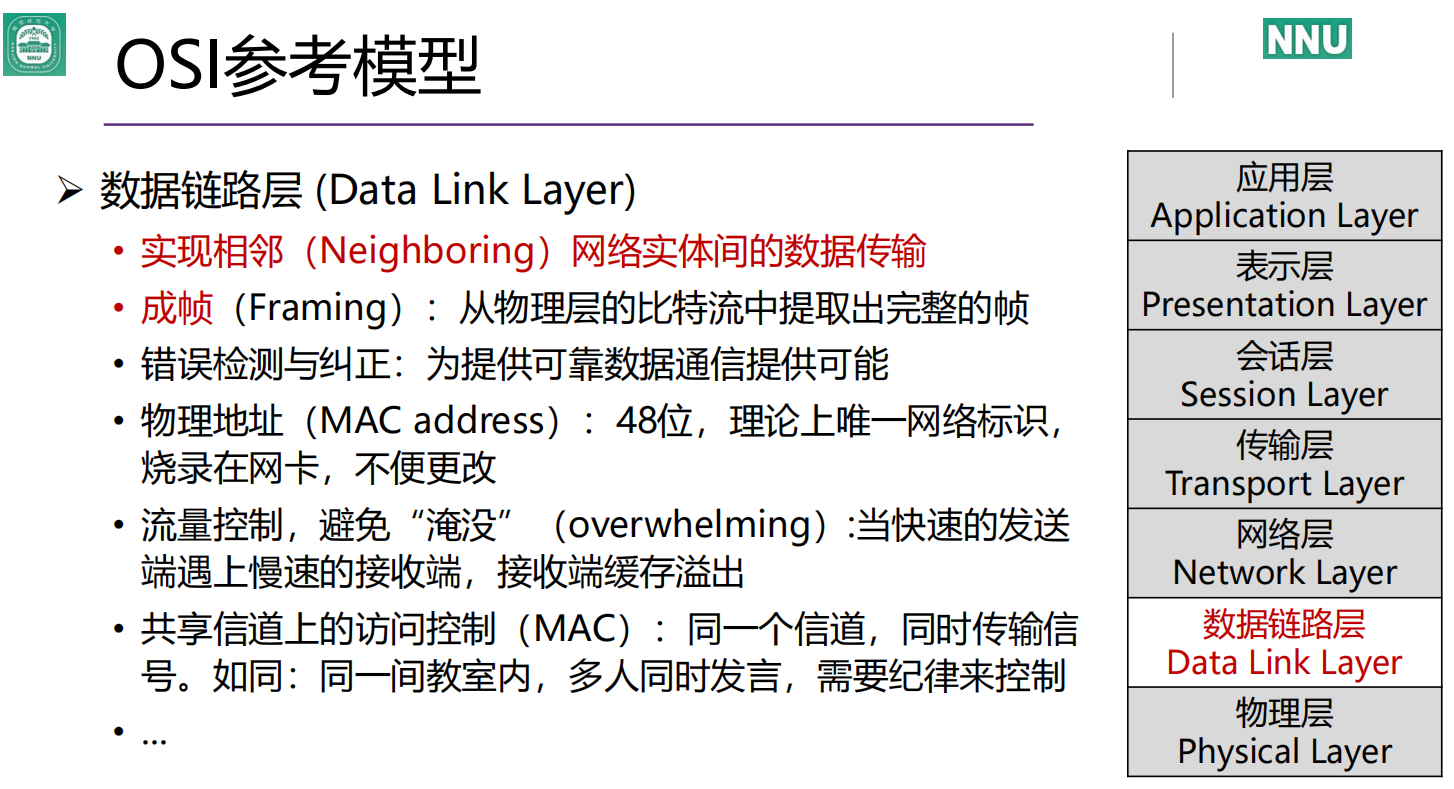 NNU
OSI参考模型
NNU
➢ 数据链路层 (Data Link Layer)
• 实现相邻（Neighboring）网络实体间的数据传输
• 成帧（Framing）：从物理层的比特流中提取出完整的帧
• 错误检测与纠正：为提供可靠数据通信提供可能
• 物理地址（MAC address）：48位，理论上唯一网络标识，
烧录在网卡，不便更改
• 流量控制，避免“淹没”（overwhelming）:当快速的发送
端遇上慢速的接收端，接收端缓存溢出
• 共享信道上的访问控制（MAC）：同一个信道，同时传输信
号。如同：同一间教室内，多人同时发言，需要纪律来控制
• ...
应用层
Application Layer
表示层
Presentation Layer
会话层
Session Layer
传输层
Transport Layer
网络层
Network Layer
数据链路层
Data Link Layer
物理层
Physical Layer